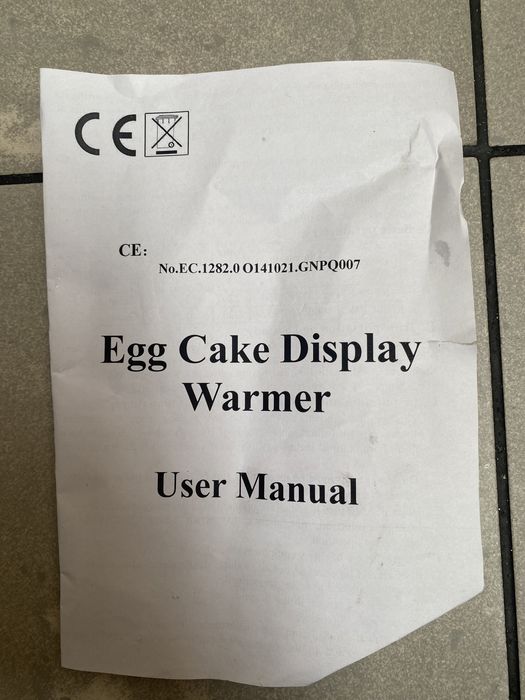 CE
CE:
No.EC.1282.0 O141021.GNPQ007
Egg Cake Display
Warmer
User Manual